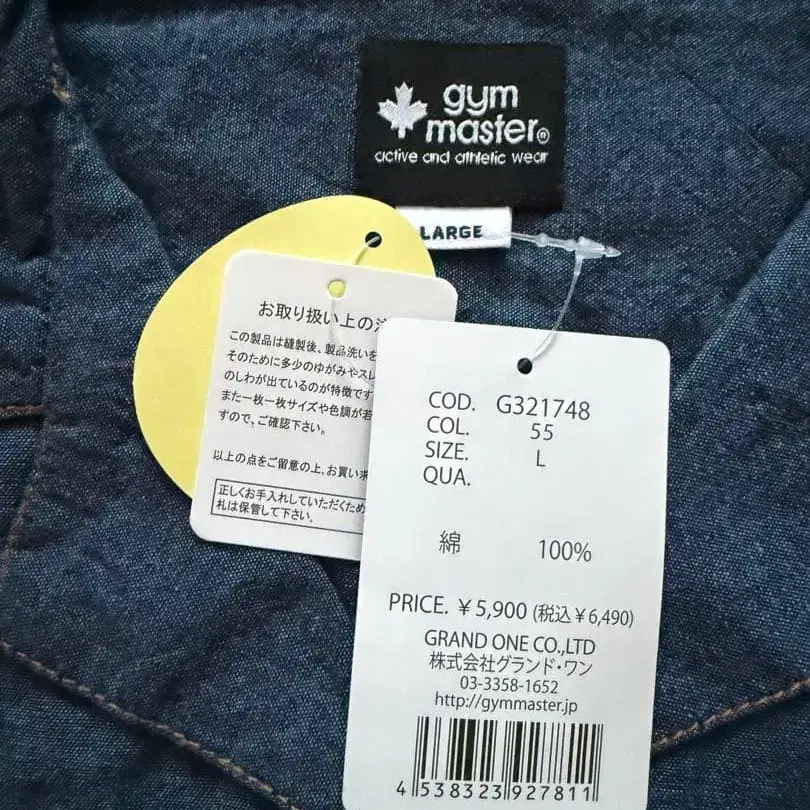 gym
master®
active and athletic wear
LARGE
お取り扱い上の注
この製品は縫製後、製品洗いを
そのために多少のゆがみやスレ
のしわが出ているのが特徴です
また一枚一枚サイズや色調が若
すので、ご確認下さい。
以上の点をご留意の上、お買い求
正しくお手入れしていただくため
札は保管して下さい。
COD. G321748
COL. 55
SIZE. L
QUA.
綿 100%
PRICE. ¥5,900 (税込¥6,490)
GRAND ONE CO.,LTD
株式会社グランド・ワン
03-3358-1652
http://gymmaster.jp
4 538323 927811